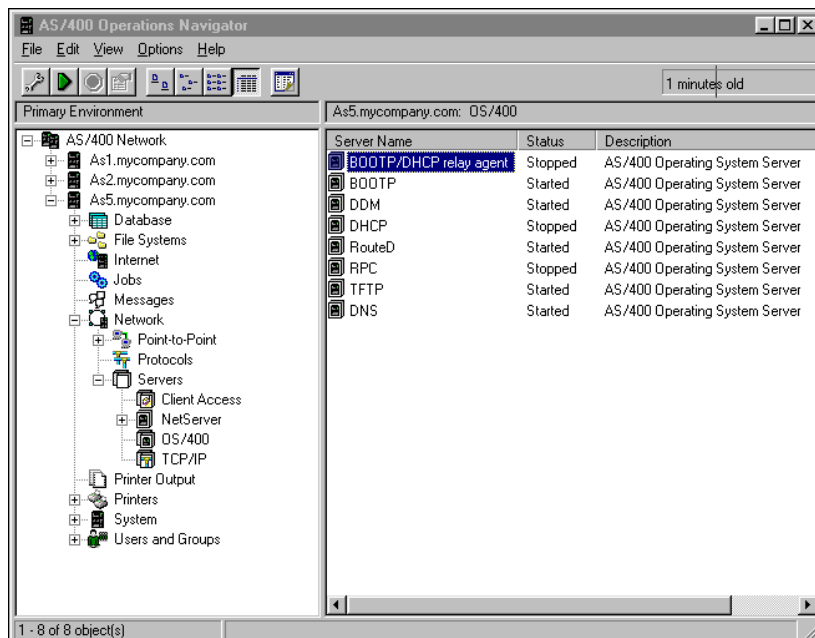 AS/400 Operations Navigator
File Edit View Options Help
1 minutes old
Primary Environment
As5.mycompany.com: OS/400
AS/400 Network
As1.mycompany.com
As2.mycompany.com
As5.mycompany.com
Database
File Systems
Internet
Jobs
Messages
Network
Point-to-Point
Protocols
Servers
Client Access
NetServer
OS/400
TCP/IP
Printer Output
Printers
System
Users and Groups
Server Name Status Description
BOOTP/DHCP relay agent Stopped AS/400 Operating System Server
BOOTP Started AS/400 Operating System Server
DDM Started AS/400 Operating System Server
DHCP Stopped AS/400 Operating System Server
RouteD Started AS/400 Operating System Server
RPC Stopped AS/400 Operating System Server
TFTP Started AS/400 Operating System Server
DNS Started AS/400 Operating System Server
1 - 8 of 8 object(s)